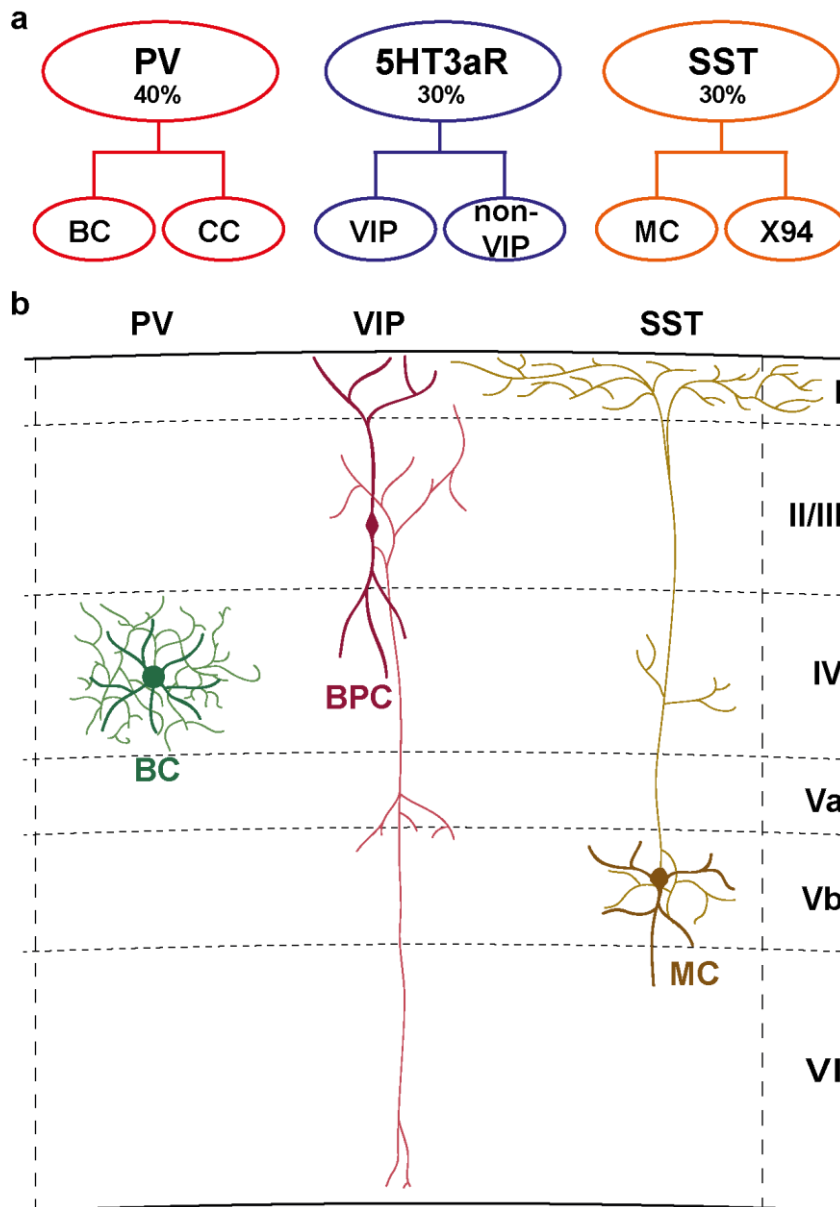 a
PV
40%
5HT3aR
30%
SST
30%
BC
CC
VIP
non-
VIP
MC
X94
b
PV
VIP
SST
I
II/III
IV
BPC
BC
Va
Vb
MC
VI